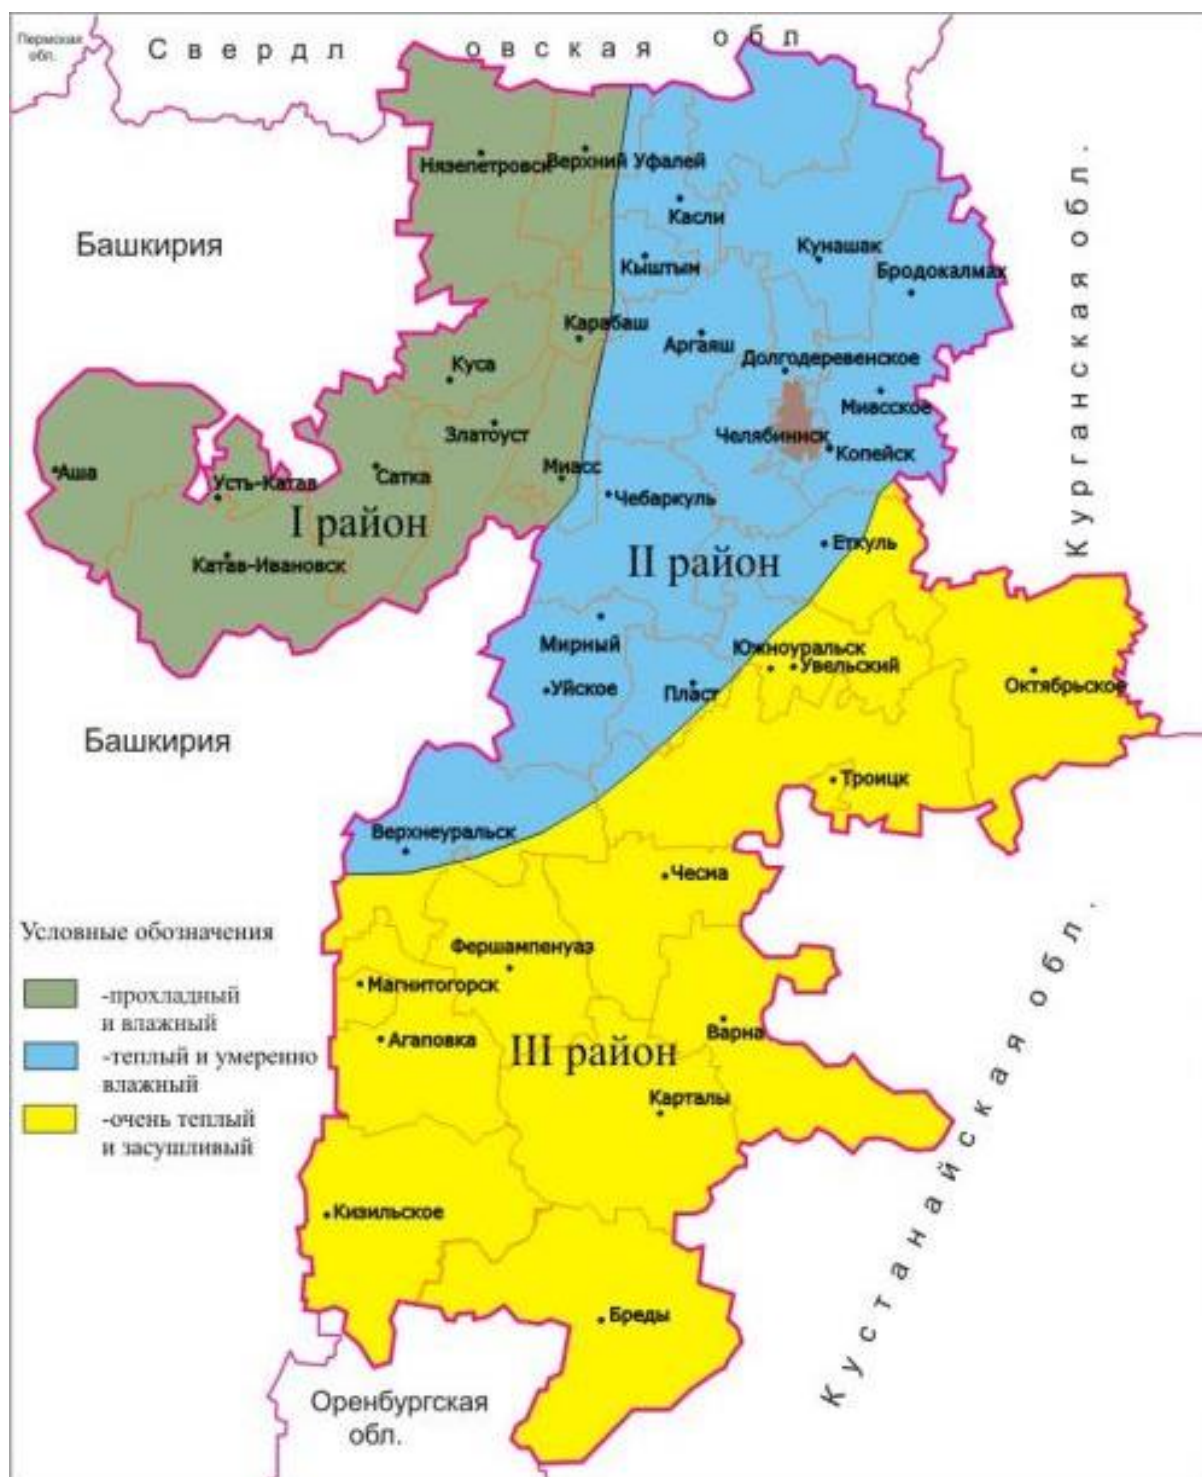 Пермская
обл.
Свердловская обл
Нязепетровск
Верхний Уфалей
Касли
Кунашак
Кыштым
Бродокалмах
Башкирия
Карабаш
Аргаяш
Долгодеревенское
Куса
Миасское
Златоуст
Челябининск
Копейск
Курганская обл.
Аша
Усть-Катав
Сатка
Миасс
Чебаркуль
I район
Еткуль
Катав-Ивановск
II район
Мирный
Южноуральск
Увельский
Уйское
Пласт
Октябрьское
Башкирия
Троицк
Верхнеуральск
Чесма
Условные обозначения
-прохладный
и влажный
-теплый и умеренно
влажный
-очень теплый
и засушливый
Фершампенуаз
Магнитогорск
Варна
Агаповка
III район
Карталы
Кустанайская обл.
Кизильское
Бреды
Оренбургская
обл.